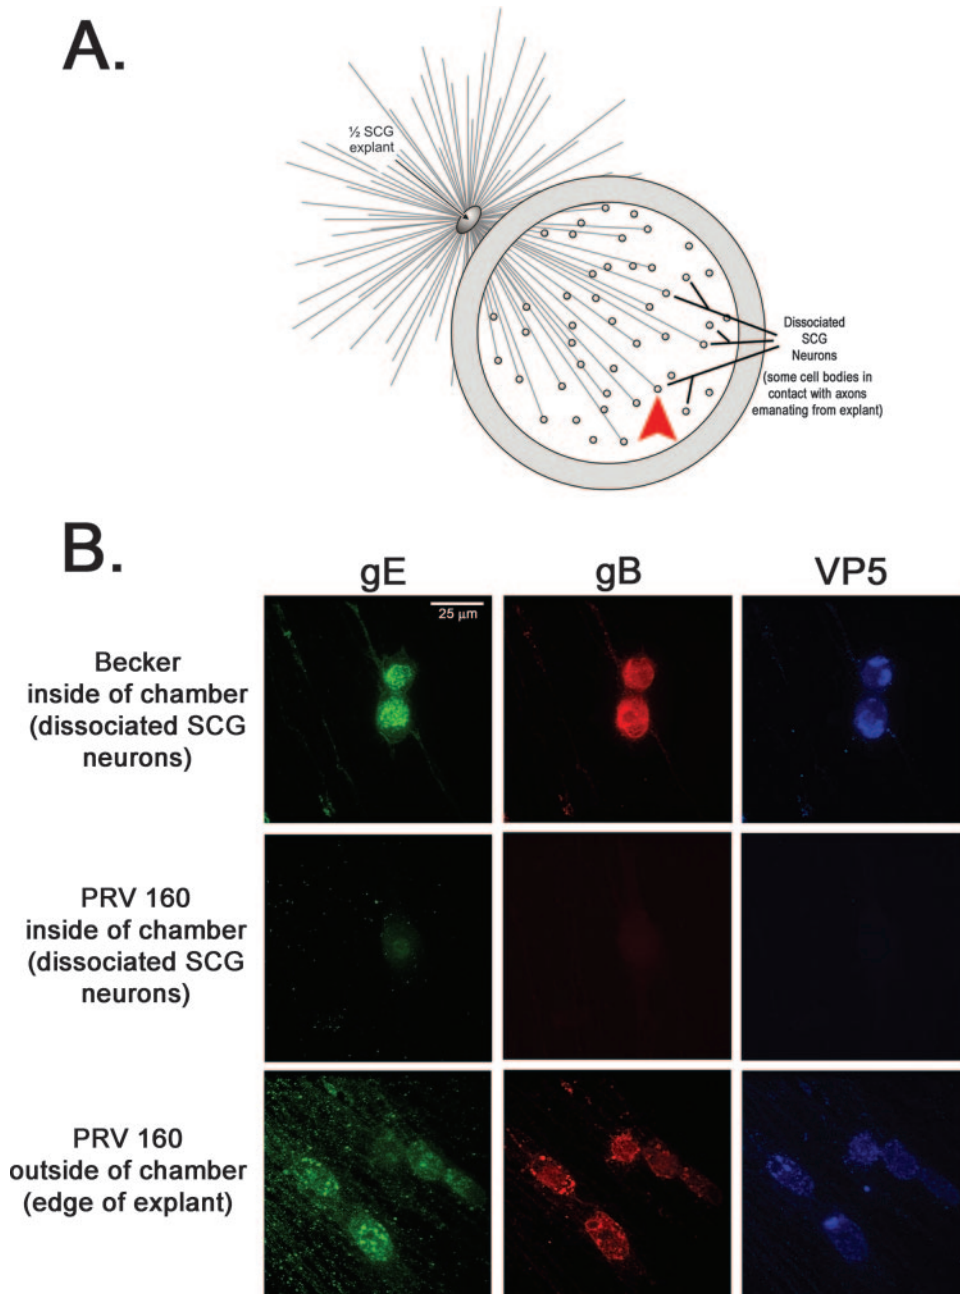 A.
½ SCG
explant
Dissociated
SCG
Neurons
(some cell bodies in
contact with axons
emanating from explant)
B.
gE gB VP5
25 μm
Becker
inside of chamber
(dissociated SCG
neurons)
PRV 160
inside of chamber
(dissociated SCG
neurons)
PRV 160
outside of chamber
(edge of explant)